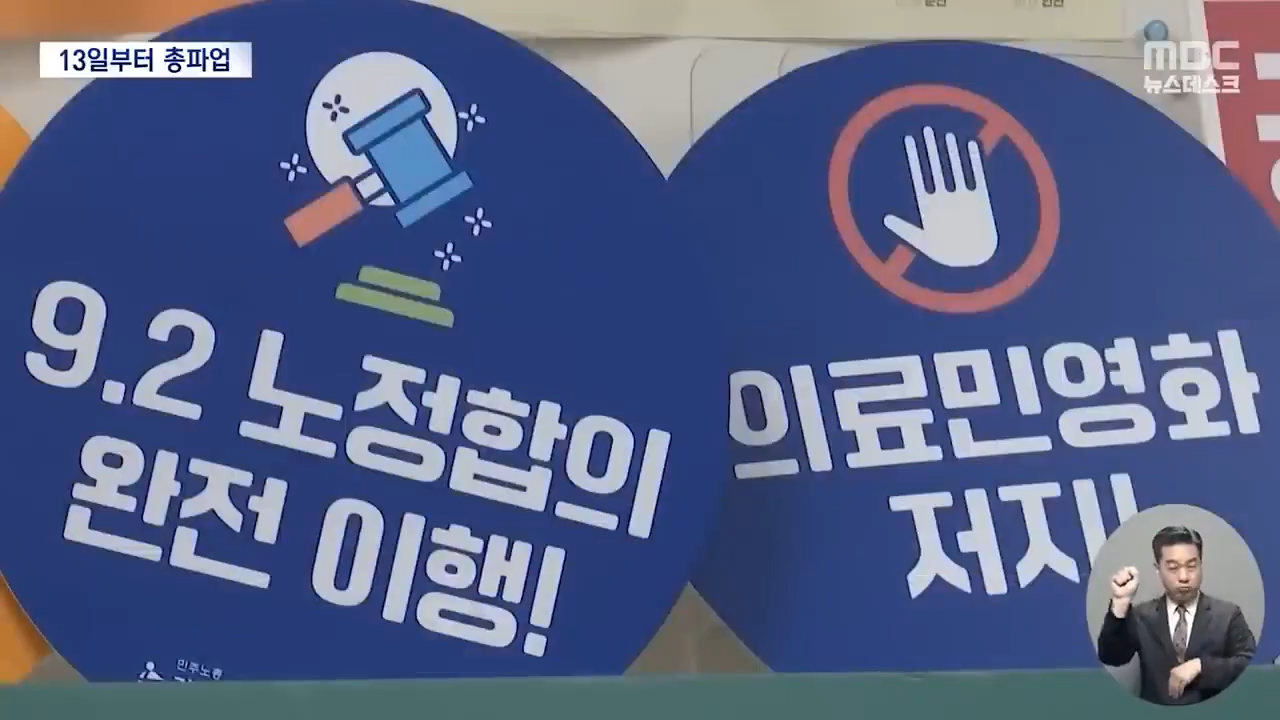 13일부터 총파업
MBC
뉴스데스크
9.2 노정합의
완전 이행!
의료민영화
저지!
민주노총